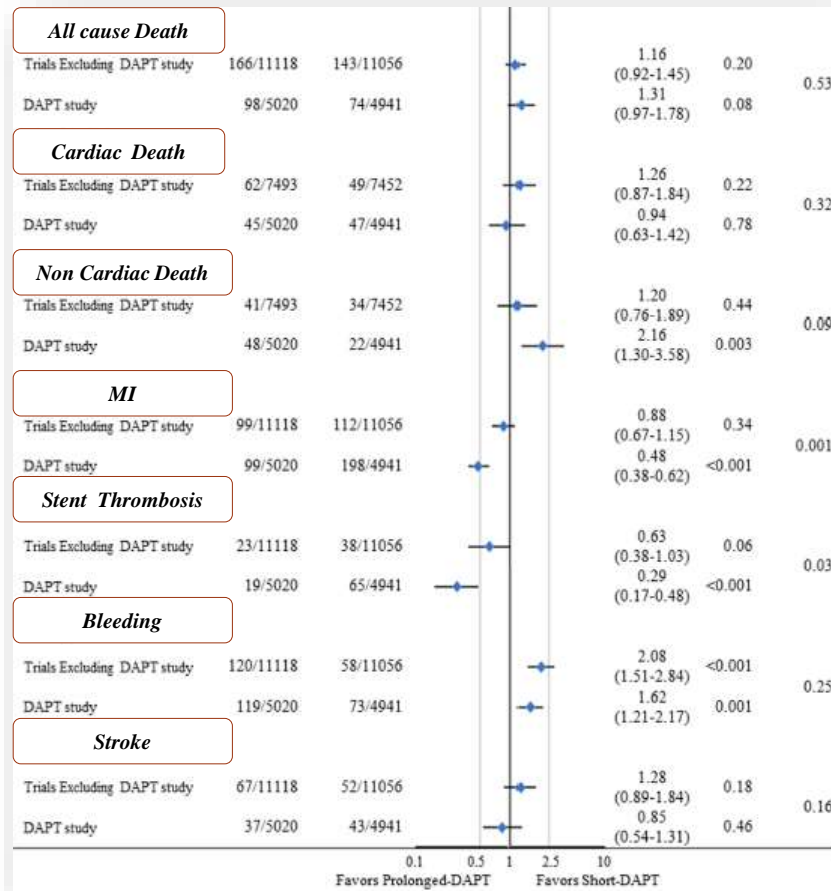 All cause Death
Trials Excluding DAPT study 166/11118 143/11056 1.16 (0.92-1.45) 0.20
0.53
DAPT study 98/5020 74/4941 1.31 (0.97-1.78) 0.08
Cardiac Death
Trials Excluding DAPT study 62/7493 49/7452 1.26 (0.87-1.84) 0.22
0.32
DAPT study 45/5020 47/4941 0.94 (0.63-1.42) 0.78
Non Cardiac Death
Trials Excluding DAPT study 41/7493 34/7452 1.20 (0.76-1.89) 0.44
0.09
DAPT study 48/5020 22/4941 2.16 (1.30-3.58) 0.003
MI
Trials Excluding DAPT study 99/11118 112/11056 0.88 (0.67-1.15) 0.34
0.001
DAPT study 99/5020 198/4941 0.48 (0.38-0.62) <0.001
Stent Thrombosis
Trials Excluding DAPT study 23/11118 38/11056 0.63 (0.38-1.03) 0.06
0.03
DAPT study 19/5020 65/4941 0.29 (0.17-0.48) <0.001
Bleeding
Trials Excluding DAPT study 120/11118 58/11056 2.08 (1.51-2.84) <0.001
0.25
DAPT study 119/5020 73/4941 1.62 (1.21-2.17) 0.001
Stroke
Trials Excluding DAPT study 67/11118 52/11056 1.28 (0.89-1.84) 0.18
0.16
DAPT study 37/5020 43/4941 0.85 (0.54-1.31) 0.46
0.1 0.5 1 2.5 10
Favors Prolonged-DAPT Favors Short-DAPT